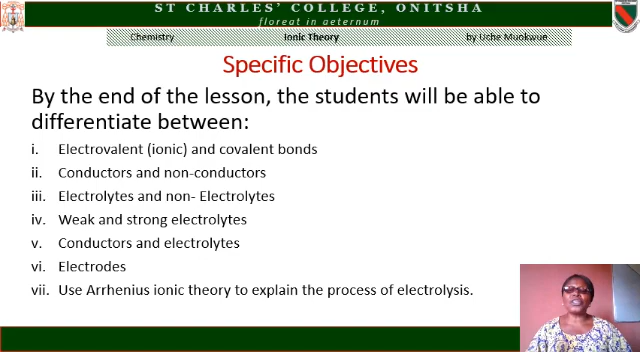 ST CHARLES' COLLEGE, ONITSHA
floreat in aeternum
Chemistry Ionic Theory by Uche Muokwue
Specific Objectives
By the end of the lesson, the students will be able to
differentiate between:
i. Electrovalent (ionic) and covalent bonds
ii. Conductors and non-conductors
iii. Electrolytes and non- Electrolytes
iv. Weak and strong electrolytes
v. Conductors and electrolytes
vi. Electrodes
vii. Use Arrhenius ionic theory to explain the process of electrolysis.